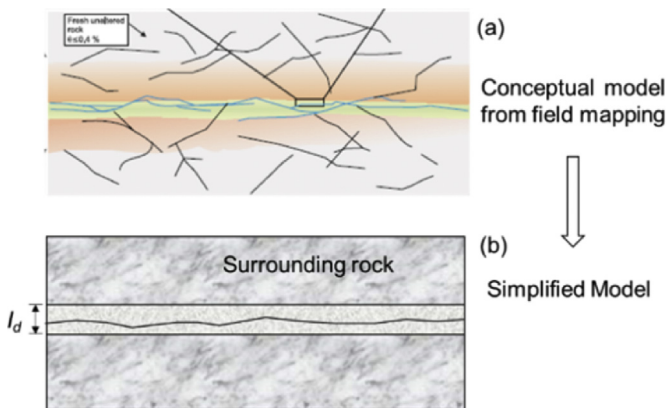 Fresh unaltered
rock
(a)
Conceptual model
from field mapping
(b)
Surrounding rock
Simplified Model
l_d